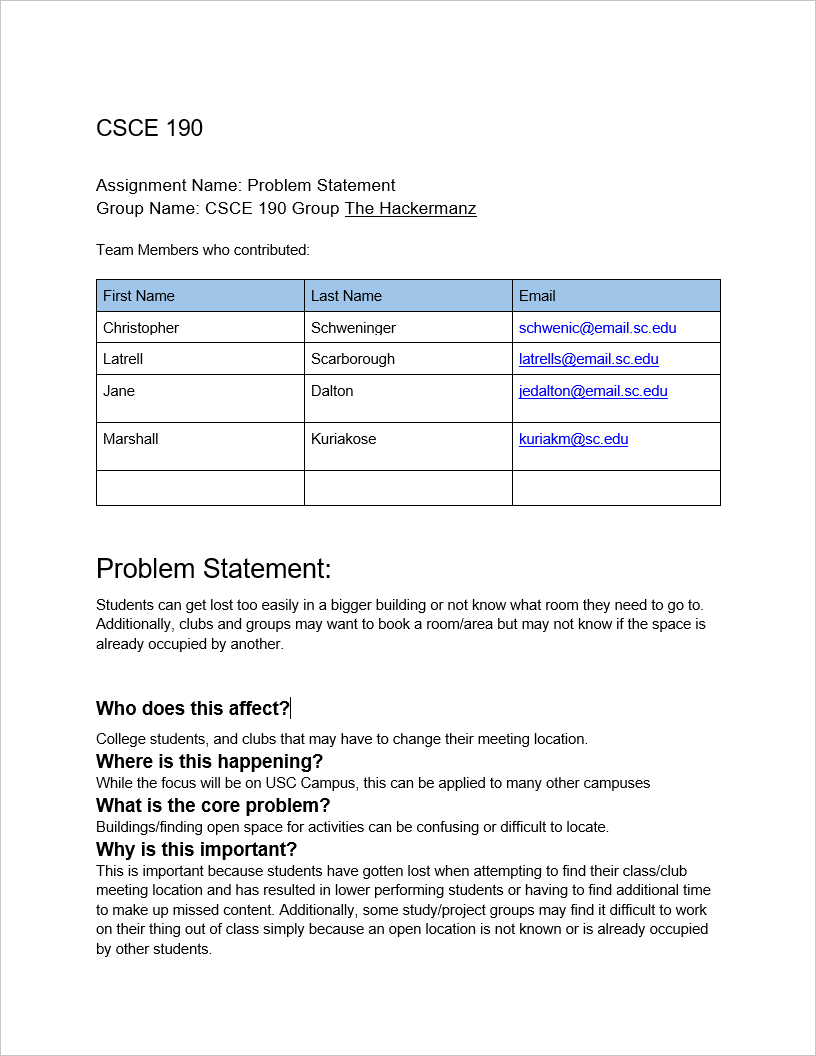 CSCE 190
Assignment Name: Problem Statement
Group Name: CSCE 190 Group The Hackermanz
Team Members who contributed:
First Name Last Name Email
Christopher Schweninger schwenic@email.sc.edu
Latrell Scarborough latrells@email.sc.edu
Jane Dalton jedalton@email.sc.edu
Marshall Kuriakose kuriakm@sc.edu
Problem Statement:
Students can get lost too easily in a bigger building or not know what room they need to go to.
Additionally, clubs and groups may want to book a room/area but may not know if the space is
already occupied by another.
Who does this affect?
College students, and clubs that may have to change their meeting location.
Where is this happening?
While the focus will be on USC Campus, this can be applied to many other campuses
What is the core problem?
Buildings/finding open space for activities can be confusing or difficult to locate.
Why is this important?
This is important because students have gotten lost when attempting to find their class/club
meeting location and has resulted in lower performing students or having to find additional time
to make up missed content. Additionally, some study/project groups may find it difficult to work
on their thing out of class simply because an open location is not known or is already occupied
by other students.